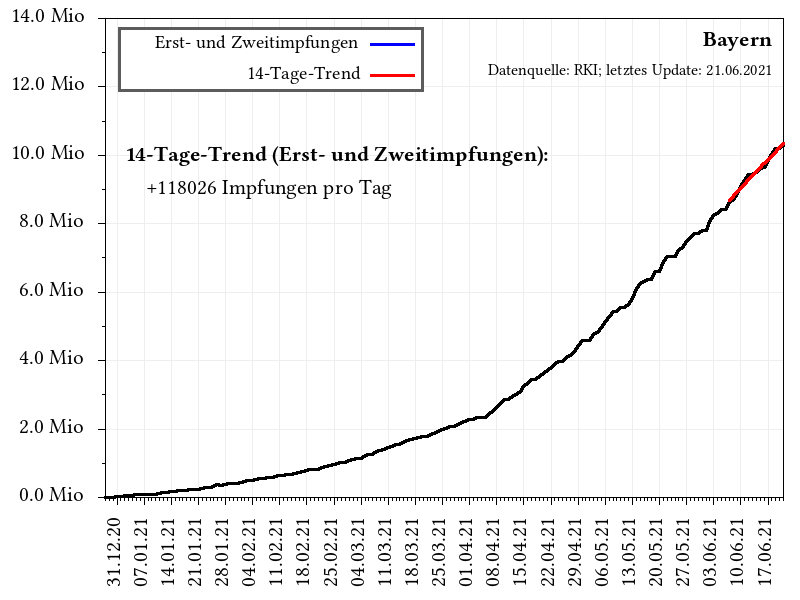 14.0 Mio
12.0 Mio
10.0 Mio
8.0 Mio
6.0 Mio
4.0 Mio
2.0 Mio
0.0 Mio
Erst- und Zweitimpfungen
14-Tage-Trend
Bayern
Datenquelle: RKI; letztes Update: 21.06.2021
14-Tage-Trend (Erst- und Zweitimpfungen):
+118026 Impfungen pro Tag
31.12.20
07.01.21
14.01.21
21.01.21
28.01.21
04.02.21
11.02.21
18.02.21
25.02.21
04.03.21
11.03.21
18.03.21
25.03.21
01.04.21
08.04.21
15.04.21
22.04.21
29.04.21
06.05.21
13.05.21
20.05.21
27.05.21
03.06.21
10.06.21
17.06.21